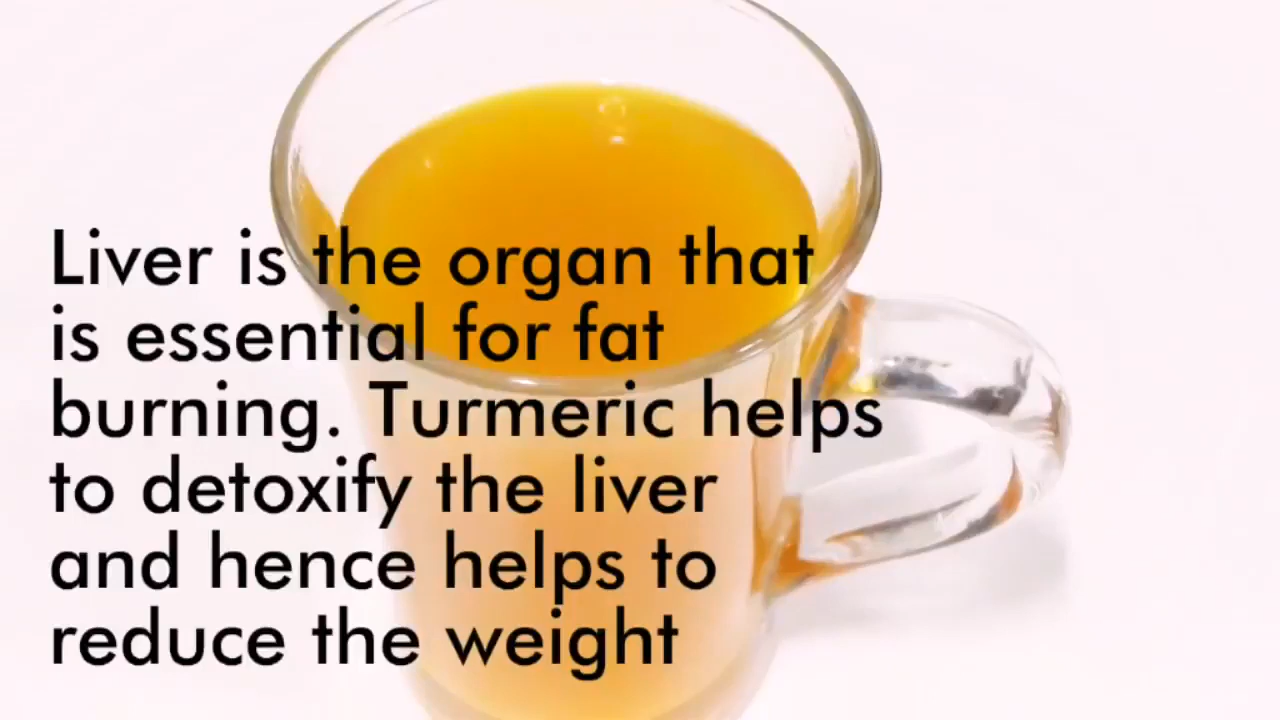 Liver is the organ that
is essential for fat
burning. Turmeric helps
to detoxify the liver
and hence helps to
reduce the weight